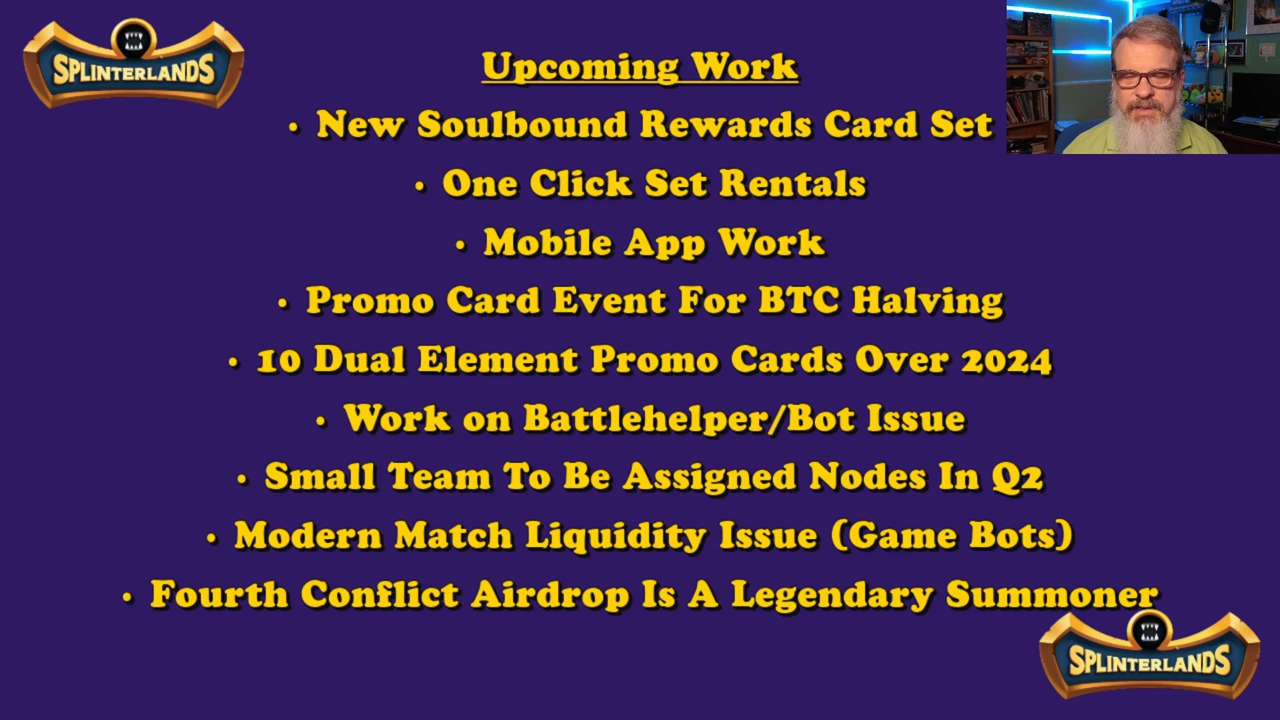 SPLINTERLANDS
Upcoming Work
• New Soulbound Rewards Card Set
• One Click Set Rentals
• Mobile App Work
• Promo Card Event For BTC Halving
• 10 Dual Element Promo Cards Over 2024
• Work on Battlehelper/Bot Issue
• Small Team To Be Assigned Nodes In Q2
• Modern Match Liquidity Issue (Game Bots)
• Fourth Conflict Airdrop Is A Legendary Summoner
SPLINTERLANDS